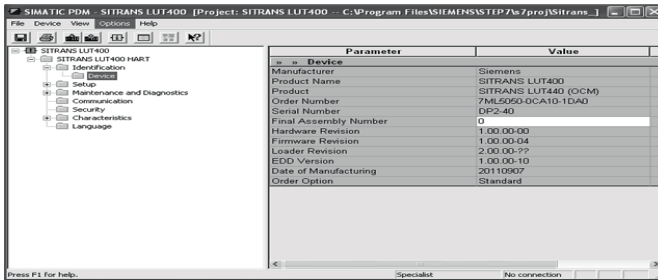 SIMATIC PDM - SITRANS LUT400 [Project: SITRANS LUT400 -- C:\Program Files\SIEMENS\STEP7\s7proj\Sitrans_]
File Device View Options Help
SITRANS LUT400
SITRANS LUT400 HART
Identification
Device
Setup
Maintenance and Diagnostics
Communication
Security
Characteristics
Language
Parameter Value
» » Device
Manufacturer Siemens
Product Name SITRANS LUT400
Product SITRANS LUT440 (OCM)
Order Number 7ML5050-0CA10-1DA0
Serial Number DP2-40
Final Assembly Number 0
Hardware Revision 1.00.00-00
Firmware Revision 1.00.00-04
Loader Revision 2.00.00-??
EDD Version 1.00.00-10
Date of Manufacturing 20110907
Order Option Standard
Press F1 for help. Specialist No connection